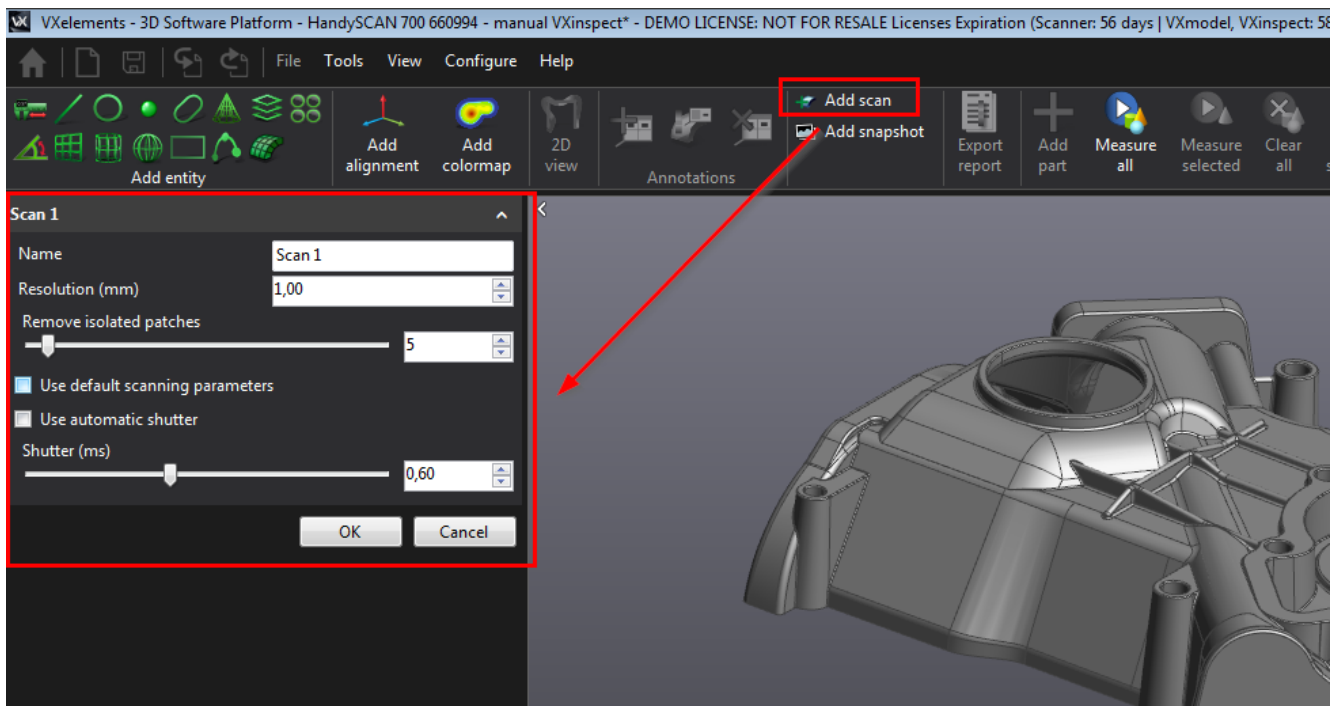 VXelements - 3D Software Platform - HandySCAN 700 660994 - manual VXinspect* - DEMO LICENSE: NOT FOR RESALE Licenses Expiration (Scanner: 56 days | VXmodel, VXinspect: 58
File Tools View Configure Help
Add scan
Add snapshot
Add entity
Add alignment
Add colormap
2D view
Annotations
Export report
Add part
Measure all
Measure selected
Clear all
Scan 1
Name Scan 1
Resolution (mm) 1,00
Remove isolated patches
5
Use default scanning parameters
Use automatic shutter
Shutter (ms)
0,60
OK Cancel